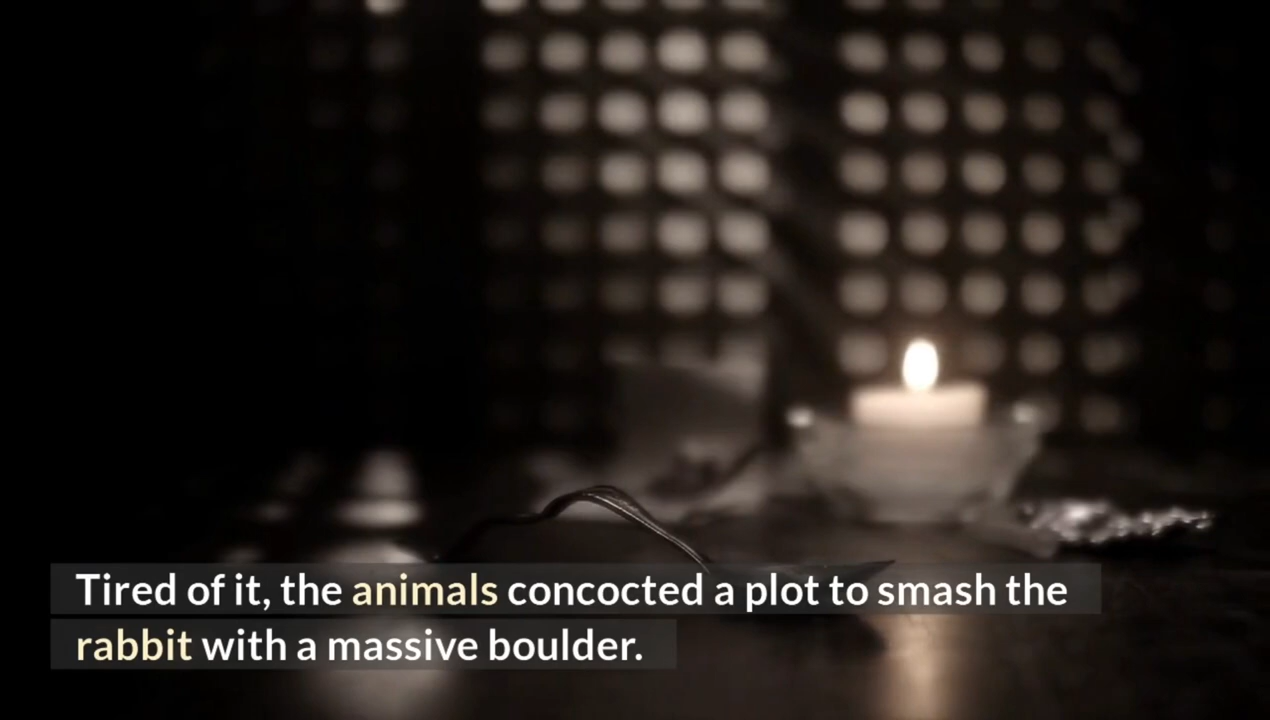 Tired of it, the animals concocted a plot to smash the
rabbit with a massive boulder.